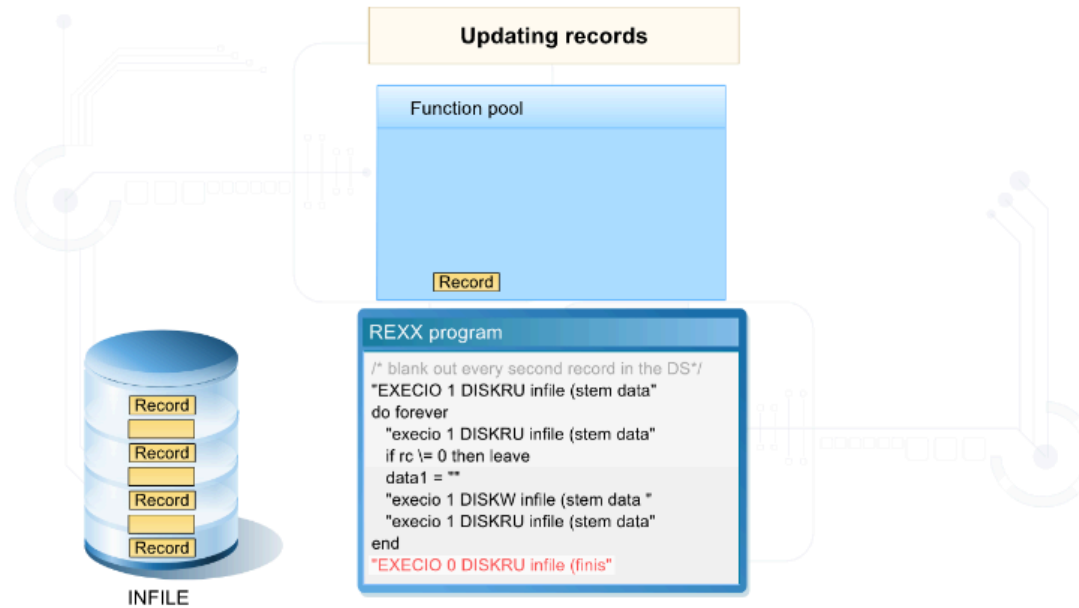 Updating records
Function pool
Record
REXX program
/* blank out every second record in the DS*/
"EXECIO 1 DISKRU infile (stem data"
do forever
"execio 1 DISKRU infile (stem data"
if rc \= 0 then leave
data1 = ""
"execio 1 DISKW infile (stem data "
"execio 1 DISKRU infile (stem data"
end
"EXECIO 0 DISKRU infile (finis"
Record
Record
Record
Record
INFILE